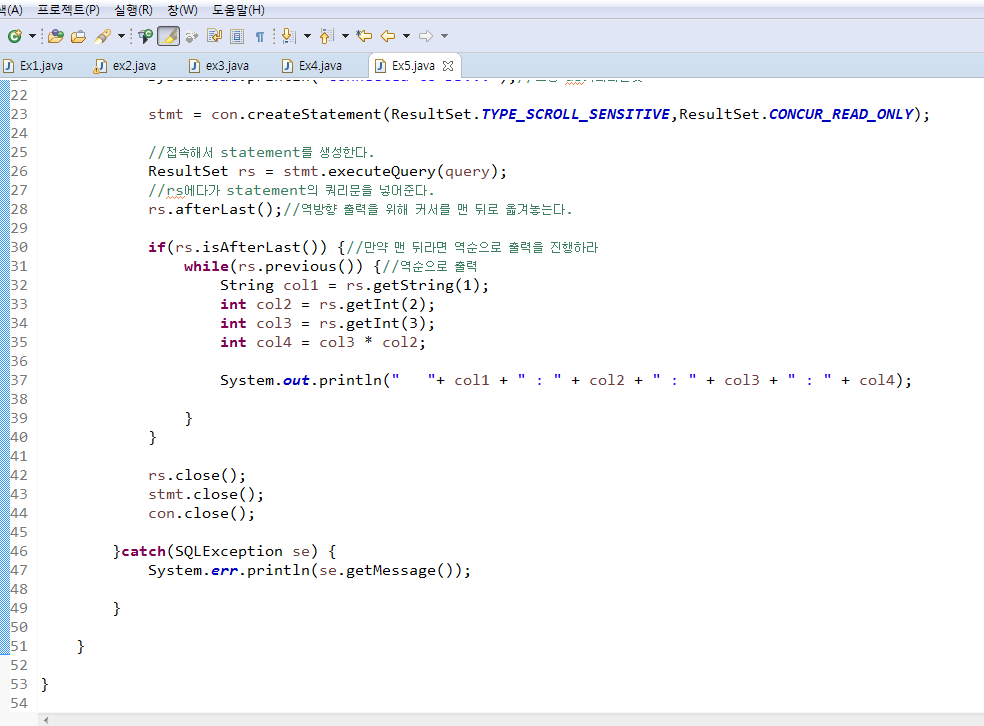 색(A) 프로젝트(P) 실행(R) 창(W) 도움말(H)
Ex1.java ex2.java ex3.java Ex4.java Ex5.java
22
23 stmt = con.createStatement(ResultSet.TYPE_SCROLL_SENSITIVE,ResultSet.CONCUR_READ_ONLY);
24
25 //접속해서 statement를 생성한다.
26 ResultSet rs = stmt.executeQuery(query);
27 //rs에다가 statement의 쿼리문을 넣어준다.
28 rs.afterLast();//역방향 출력을 위해 커서를 맨 뒤로 옮겨놓는다.
29
30 if(rs.isAfterLast()) {//만약 맨 뒤라면 역순으로 출력을 진행하라
31 while(rs.previous()) {//역순으로 출력
32 String col1 = rs.getString(1);
33 int col2 = rs.getInt(2);
34 int col3 = rs.getInt(3);
35 int col4 = col3 * col2;
36
37 System.out.println("   "+ col1 + " : " + col2 + " : " + col3 + " : " + col4);
38
39 }
40 }
41
42 rs.close();
43 stmt.close();
44 con.close();
45
46 }catch(SQLException se) {
47 System.err.println(se.getMessage());
48
49 }
50
51 }
52
53 }
54